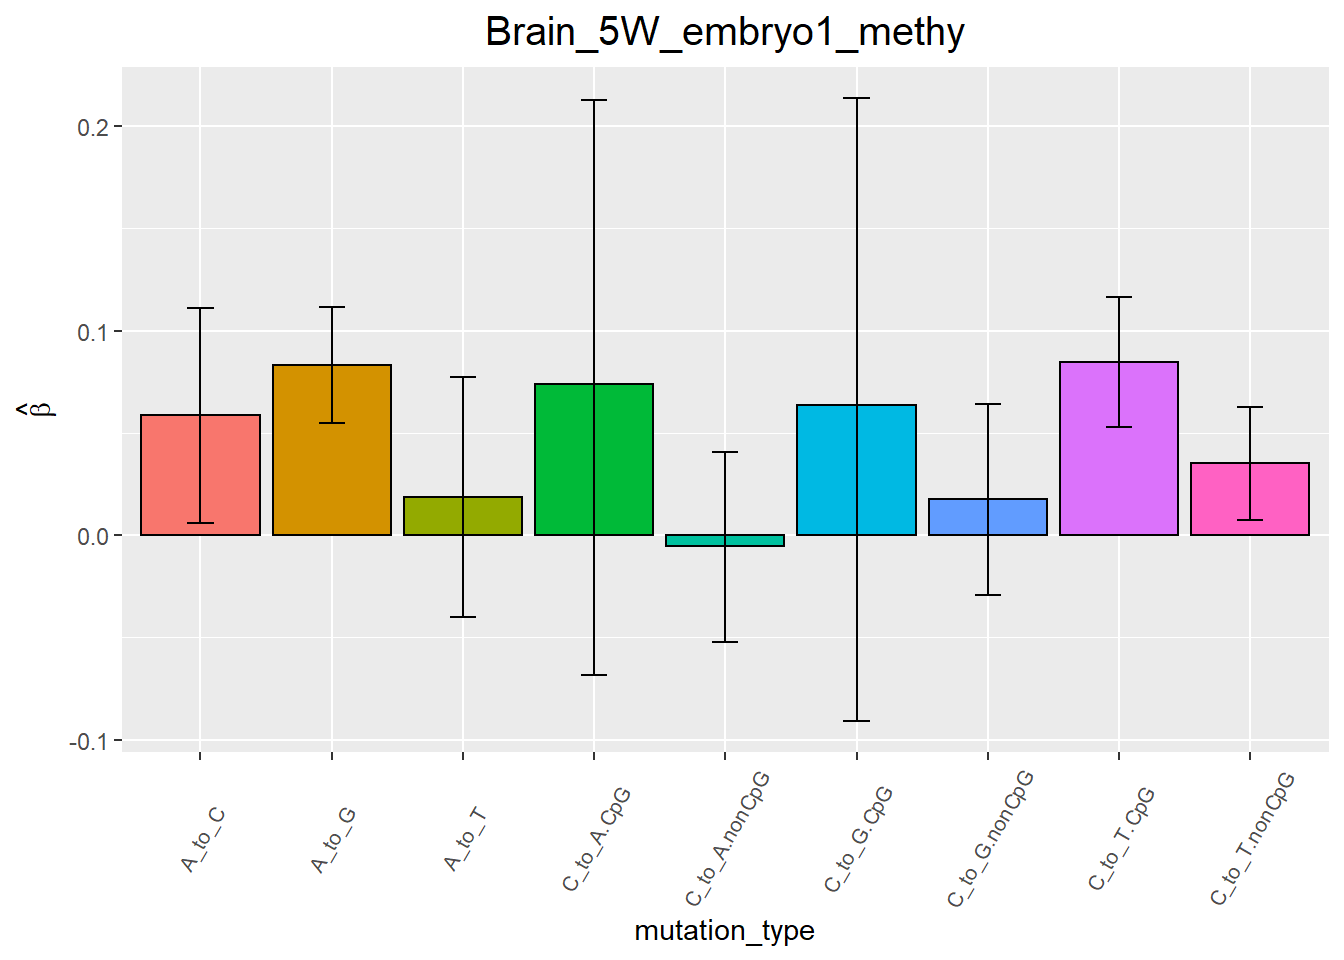 Brain_5W_embryo1_methy
0.2
0.1
0.0
-0.1
β̂
A_to_C
A_to_G
A_to_T
C_to_A.CpG
C_to_A.nonCpG
C_to_G.CpG
C_to_G.nonCpG
C_to_T.CpG
C_to_T.nonCpG
mutation_type